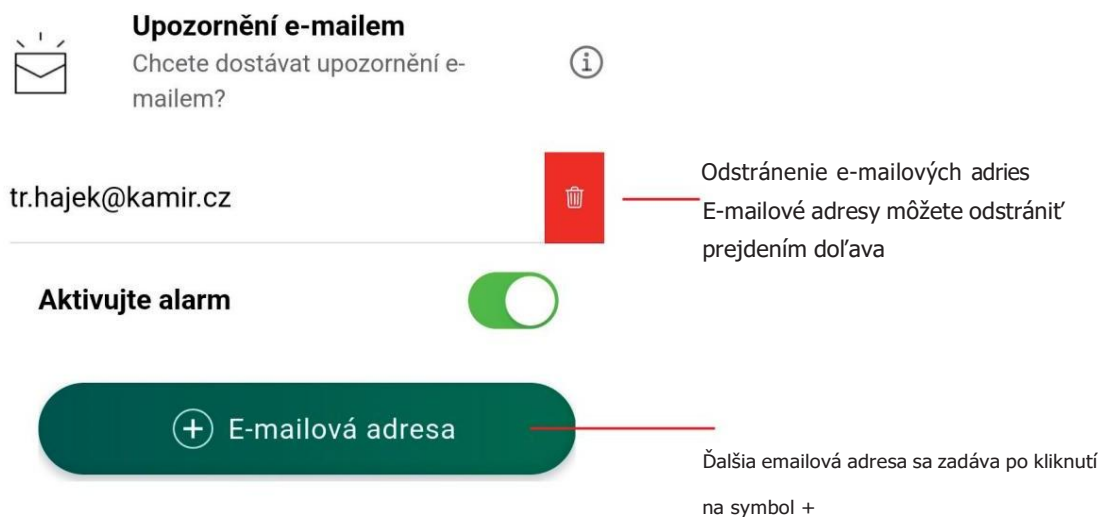 Upozornění e-mailem
Chcete dostávat upozornění e-
mailem?
tr.hajek@kamir.cz
Odstránenie e-mailových adries
E-mailové adresy môžete odstrániť
prejdením doľava
Aktivujte alarm
E-mailová adresa
Ďalšia emailová adresa sa zadáva po kliknutí
na symbol +